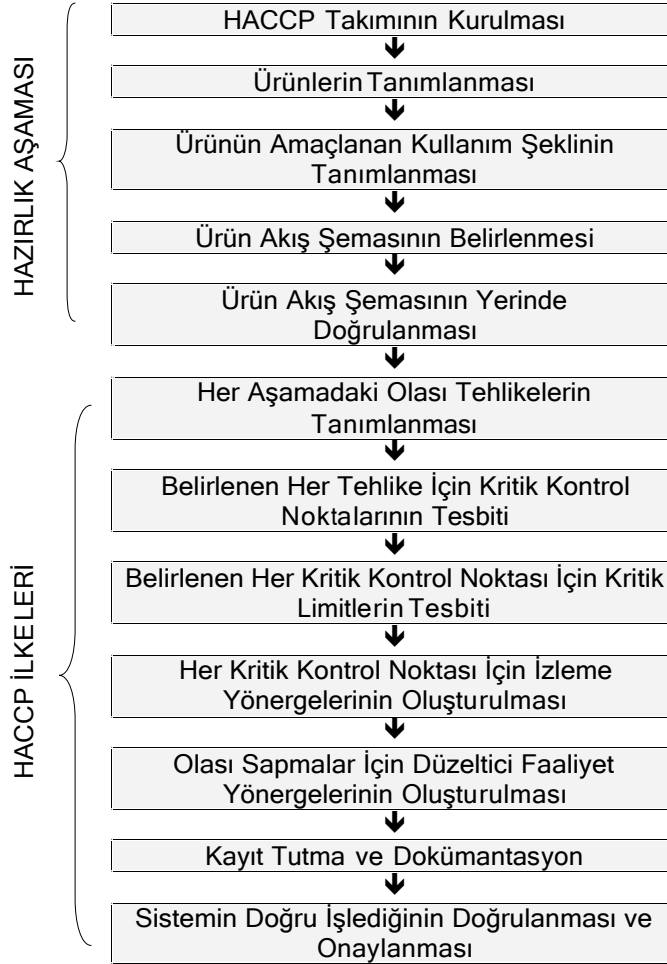 HAZIRLIK AŞAMASI
HACCP Takımının Kurulması
Ürünlerin Tanımlanması
Ürünün Amaçlanan Kullanım Şeklinin
Tanımlanması
Ürün Akış Şemasının Belirlenmesi
Ürün Akış Şemasının Yerinde
Doğrulanması
HACCP İLKELERİ
Her Aşamadaki Olası Tehlikelerin
Tanımlanması
Belirlenen Her Tehlike İçin Kritik Kontrol
Noktalarının Tesbiti
Belirlenen Her Kritik Kontrol Noktası İçin Kritik
Limitlerin Tesbiti
Her Kritik Kontrol Noktası İçin İzleme
Yönergelerinin Oluşturulması
Olası Sapmalar İçin Düzeltici Faaliyet
Yönergelerinin Oluşturulması
Kayıt Tutma ve Dokümantasyon
Sistemin Doğru İşlediğinin Doğrulanması ve
Onaylanması